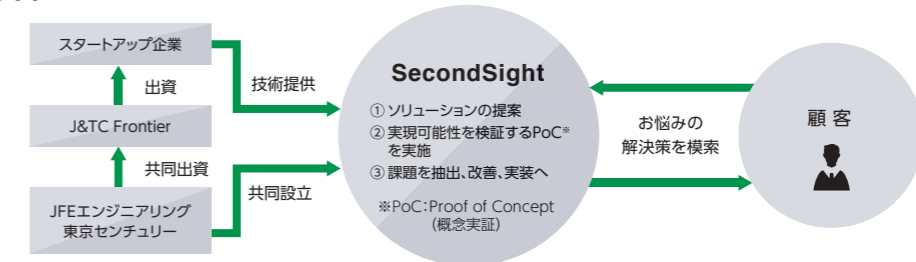 スタートアップ企業
出資
J&TC Frontier
共同出資
JFEエンジニアリング
東京センチュリー
技術提供
共同設立
SecondSight
① ソリューションの提案
② 実現可能性を検証するPoC※
を実施
③ 課題を抽出、改善、実装へ
※PoC:Proof of Concept
(概念実証)
お悩みの
解決策を模索
顧客